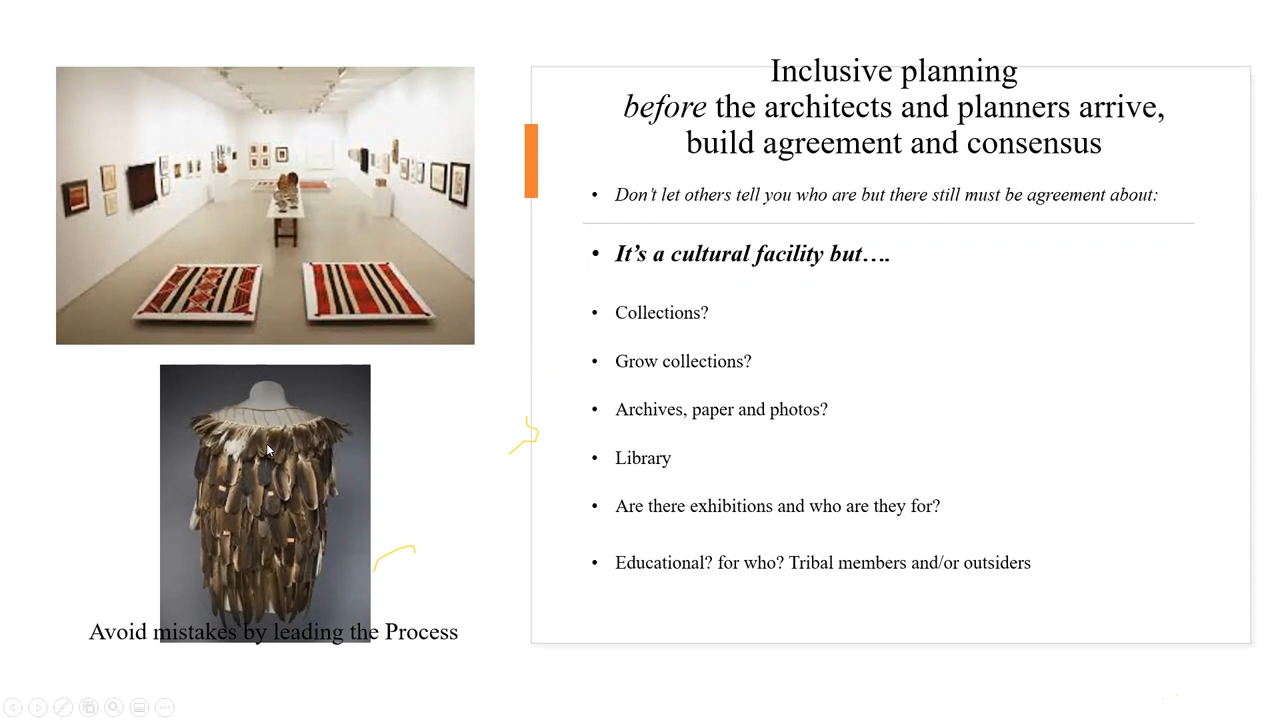 Inclusive planning
before the architects and planners arrive,
build agreement and consensus
• Don't let others tell you who are but there still must be agreement about:
• It's a cultural facility but….
• Collections?
• Grow collections?
• Archives, paper and photos?
• Library
• Are there exhibitions and who are they for?
• Educational? for who? Tribal members and/or outsiders
Avoid mistakes by leading the Process